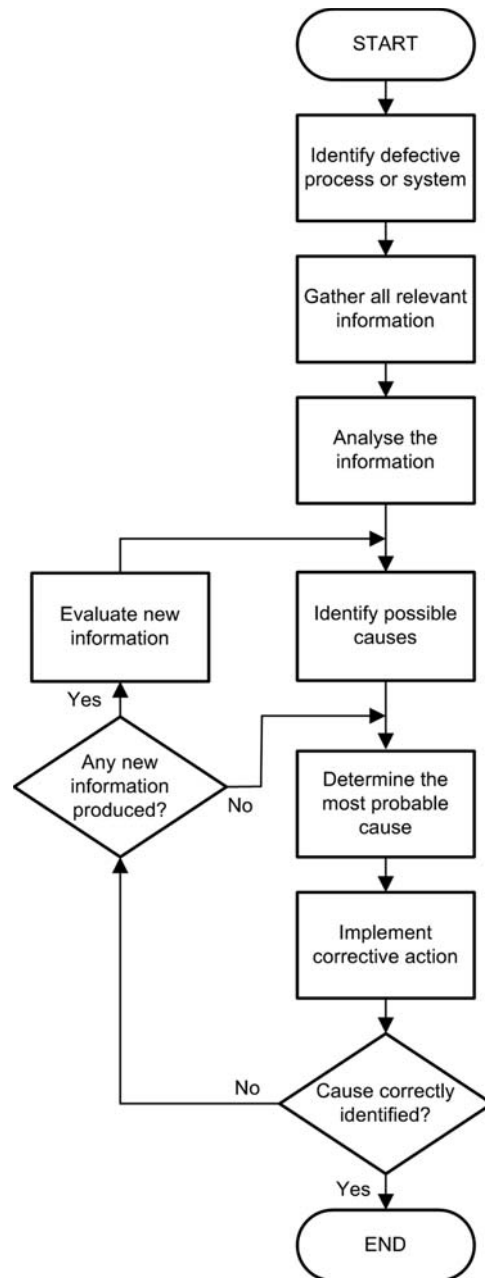 START
Identify defective
process or system
Gather all relevant
information
Analyse the
information
Evaluate new
information
Identify possible
causes
Yes
Any new
information
produced?
No
Determine the
most probable
cause
Implement
corrective action
No
Cause correctly
identified?
Yes
END